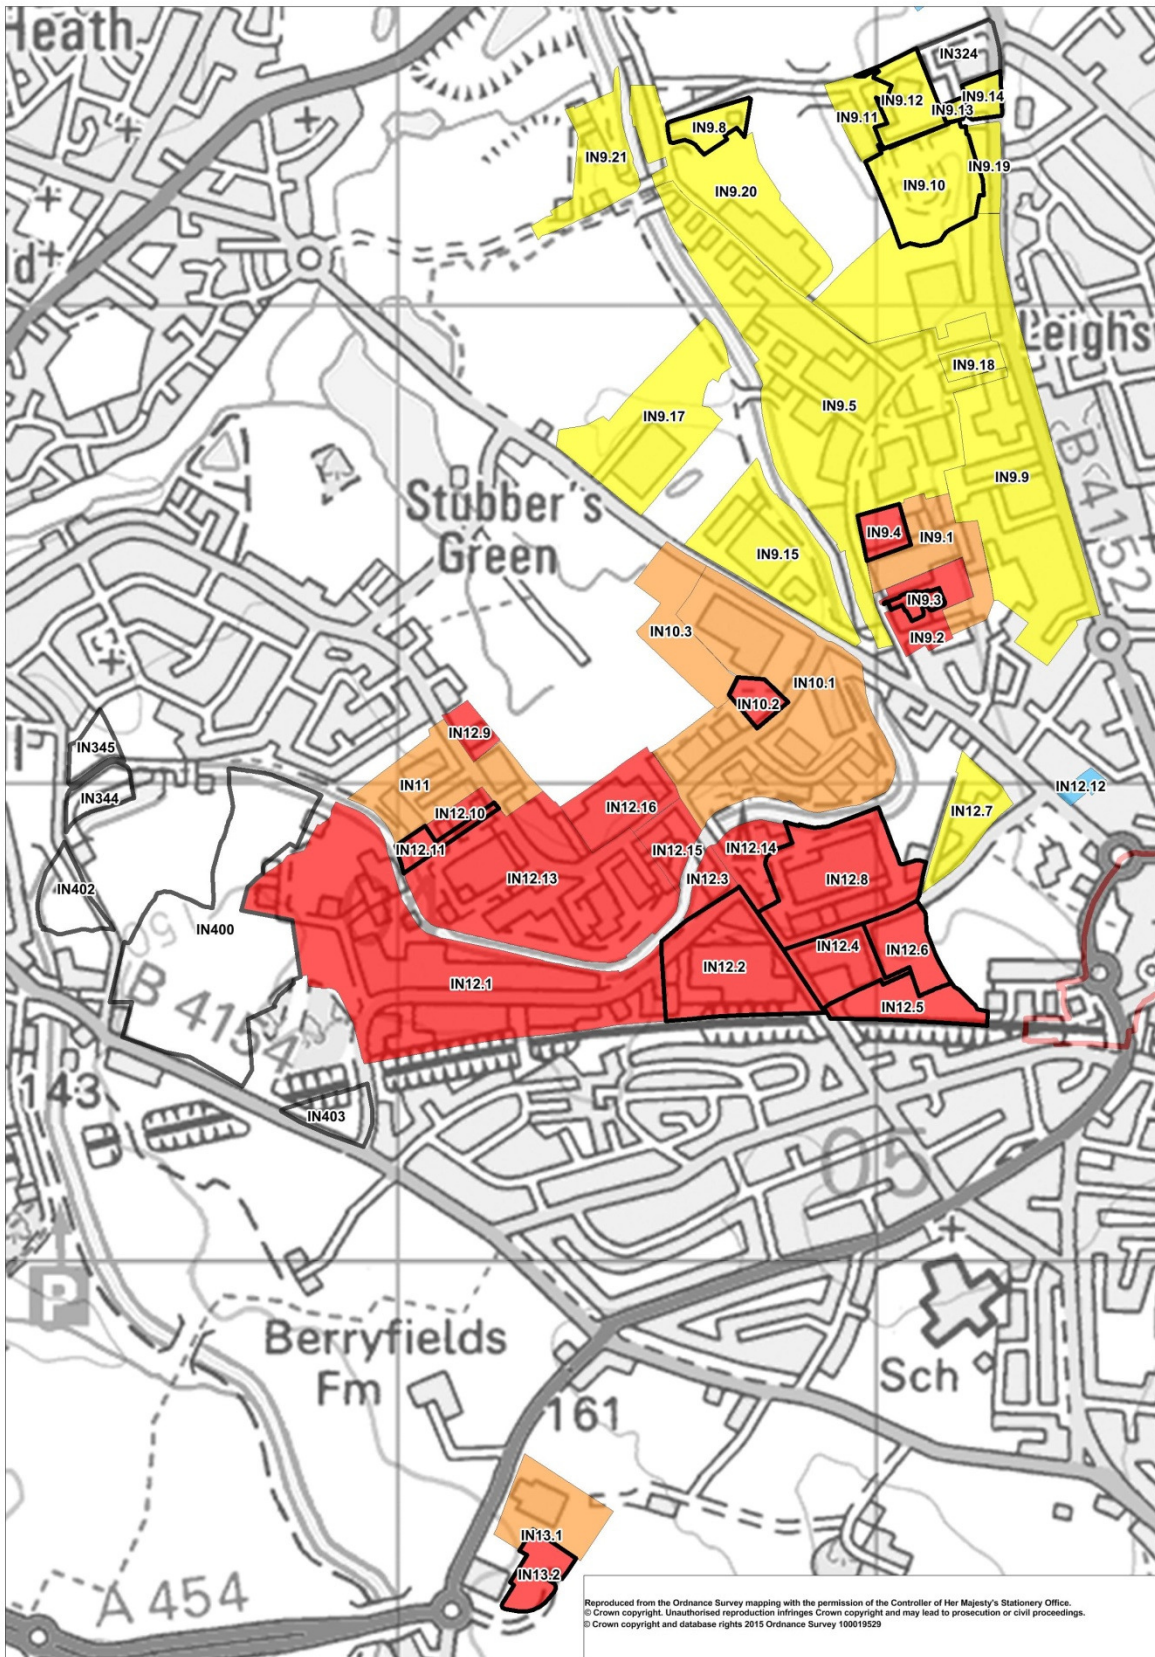 Heath
IN324
IN9.12
IN9.14
IN9.13
IN9.11
IN9.8
IN9.21
IN9.19
IN9.20
IN9.10
d
Leighs
IN9.18
IN9.5
IN9.17
B 4152
IN9.9
Stubber's
Green
IN9.4
IN9.1
IN9.15
IN9.3
IN10.3
IN9.2
IN10.1
IN10.2
IN12.9
IN345
IN11
IN12.12
IN344
IN12.16
IN12.7
IN12.10
IN12.11
IN12.15
IN12.14
IN12.13
IN12.3
IN12.8
IN402
IN400
50
IN12.4
IN12.6
IN12.2
IN12.1
B 4154
IN12.5
143
IN403
05
P
Berryfields
Fm
Sch
161
IN13.1
IN13.2
A 454
Reproduced from the Ordnance Survey mapping with the permission of the Controller of Her Majesty's Stationery Office.
© Crown copyright. Unauthorised reproduction infringes Crown copyright and may lead to prosecution or civil proceedings.
© Crown copyright and database rights 2015 Ordnance Survey 100019529